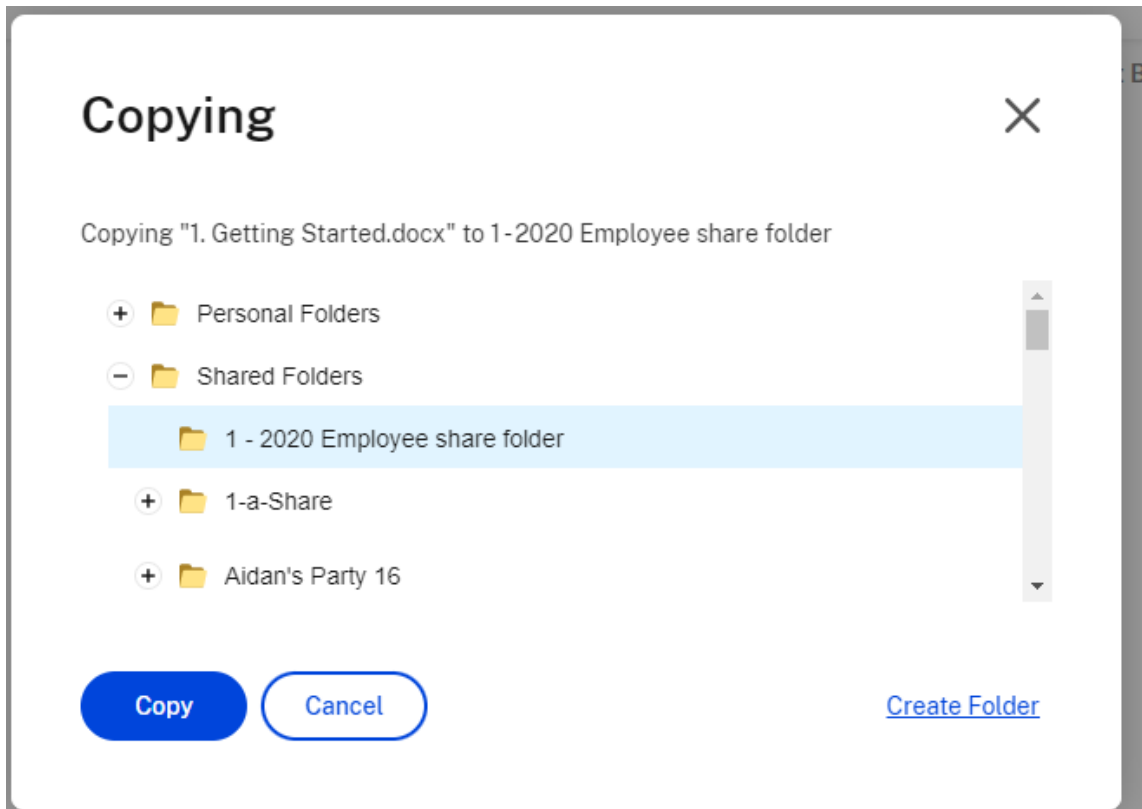 Copying
Copying "1. Getting Started.docx" to 1-2020 Employee share folder
Personal Folders
Shared Folders
1 - 2020 Employee share folder
1-a-Share
Aidan's Party 16
Copy Cancel Create Folder